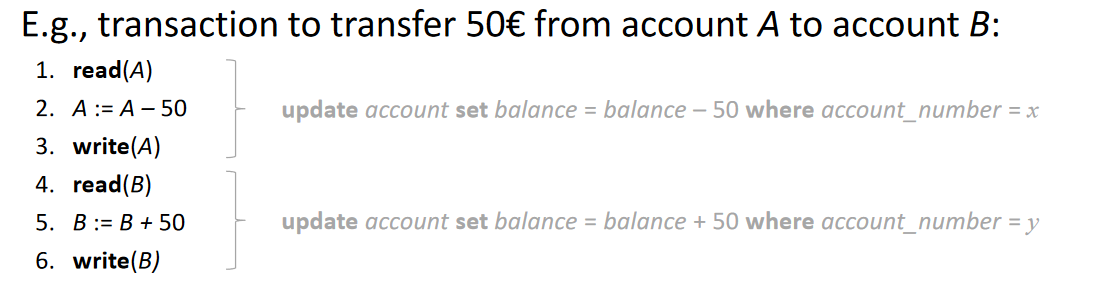 E.g., transaction to transfer 50€ from account A to account B:
1. read(A)
2. A := A – 50
3. write(A)
update account set balance = balance – 50 where account_number = x
4. read(B)
5. B := B + 50
6. write(B)
update account set balance = balance + 50 where account_number = y